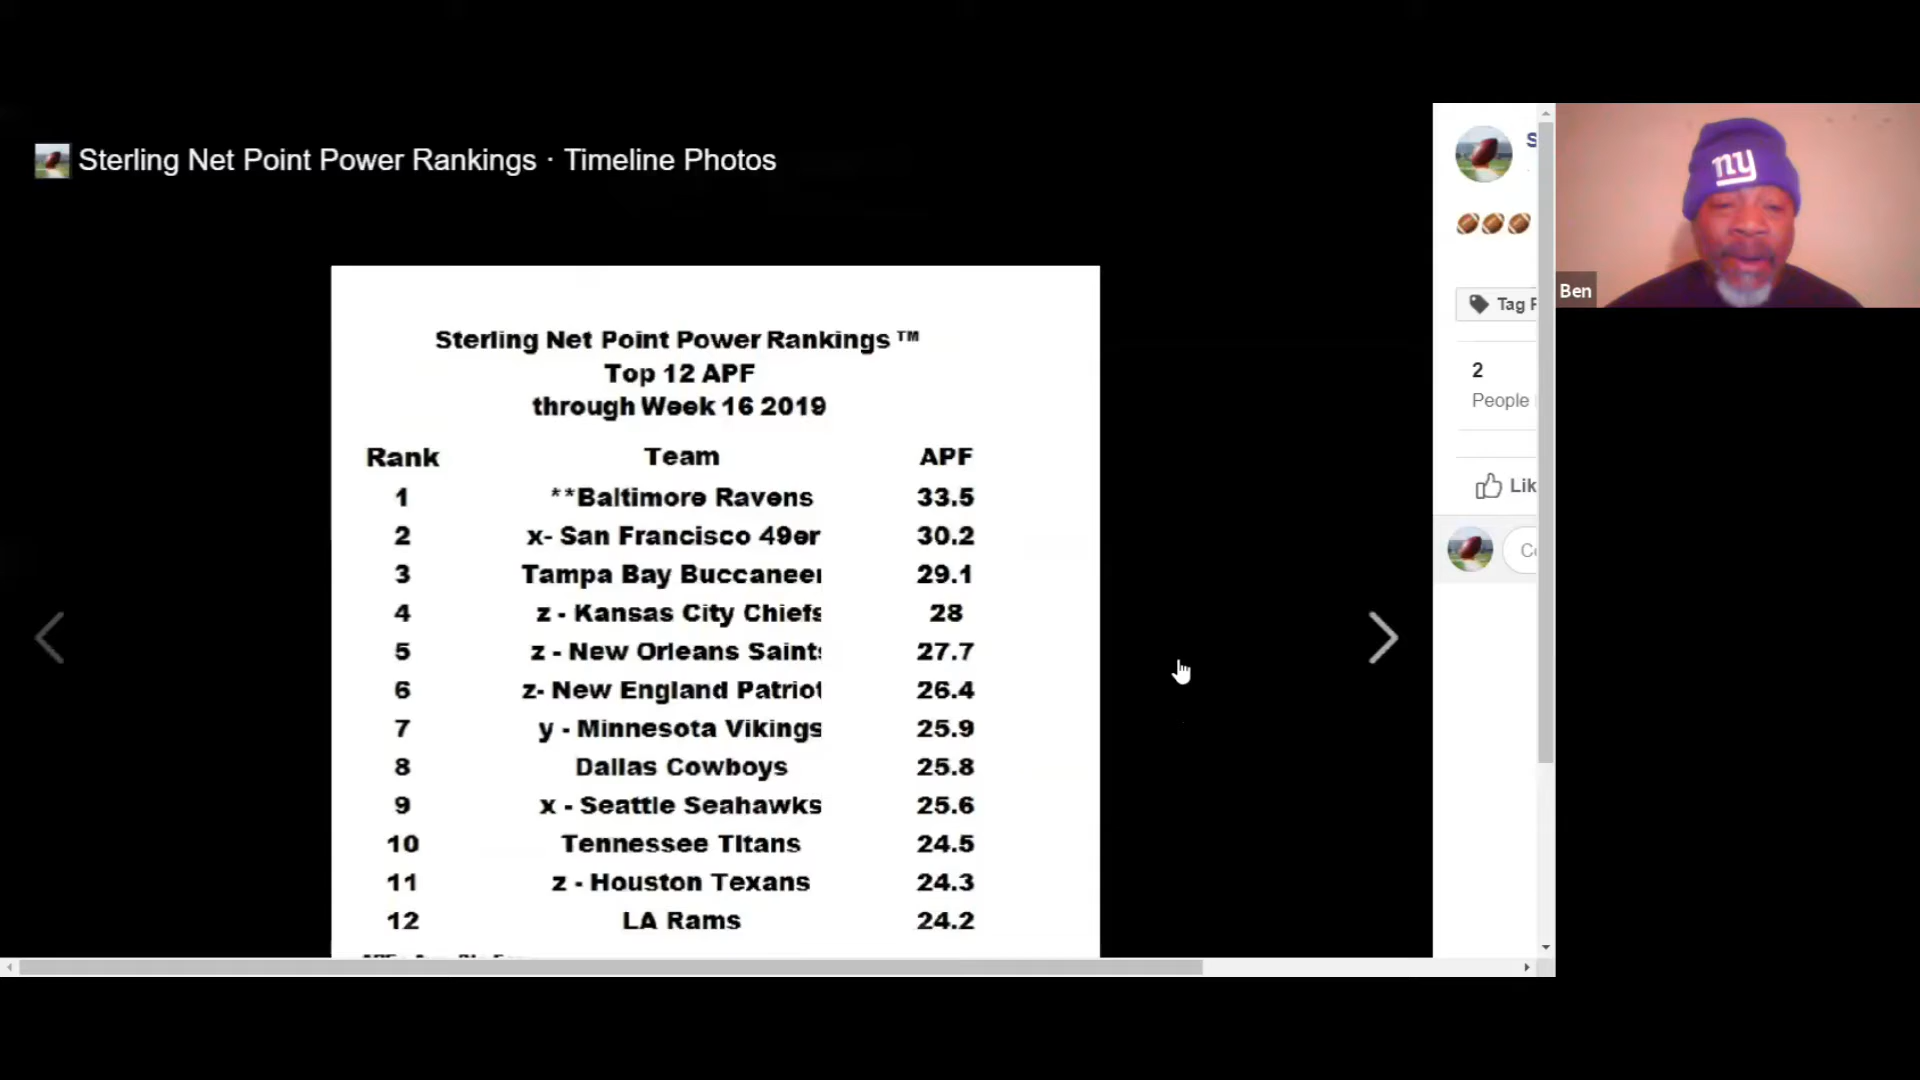 Sterling Net Point Power Rankings · Timeline Photos
Sterling Net Point Power Rankings ™
Top 12 APF
through Week 16 2019
Rank Team APF
1 **Baltimore Ravens 33.5
2 x- San Francisco 49er 30.2
3 Tampa Bay Buccaneer 29.1
4 z - Kansas City Chiefs 28
5 z - New Orleans Saints 27.7
6 z- New England Patriot 26.4
7 y - Minnesota Vikings 25.9
8 Dallas Cowboys 25.8
9 x - Seattle Seahawks 25.6
10 Tennessee TItans 24.5
11 z - Houston Texans 24.3
12 LA Rams 24.2
S
Tag P
2
People
Lik
ny
Ben